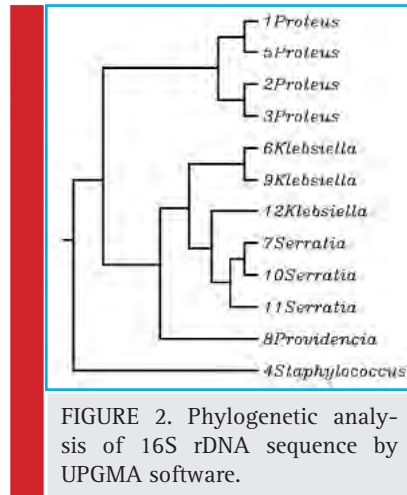 1Proteus
5Proteus
2Proteus
3Proteus
6Klebsiella
9Klebsiella
12Klebsiella
7Serratia
10Serratia
11Serratia
8Providencia
4Staphylococcus
FIGURE 2. Phylogenetic analy-
sis of 16S rDNA sequence by
UPGMA software.